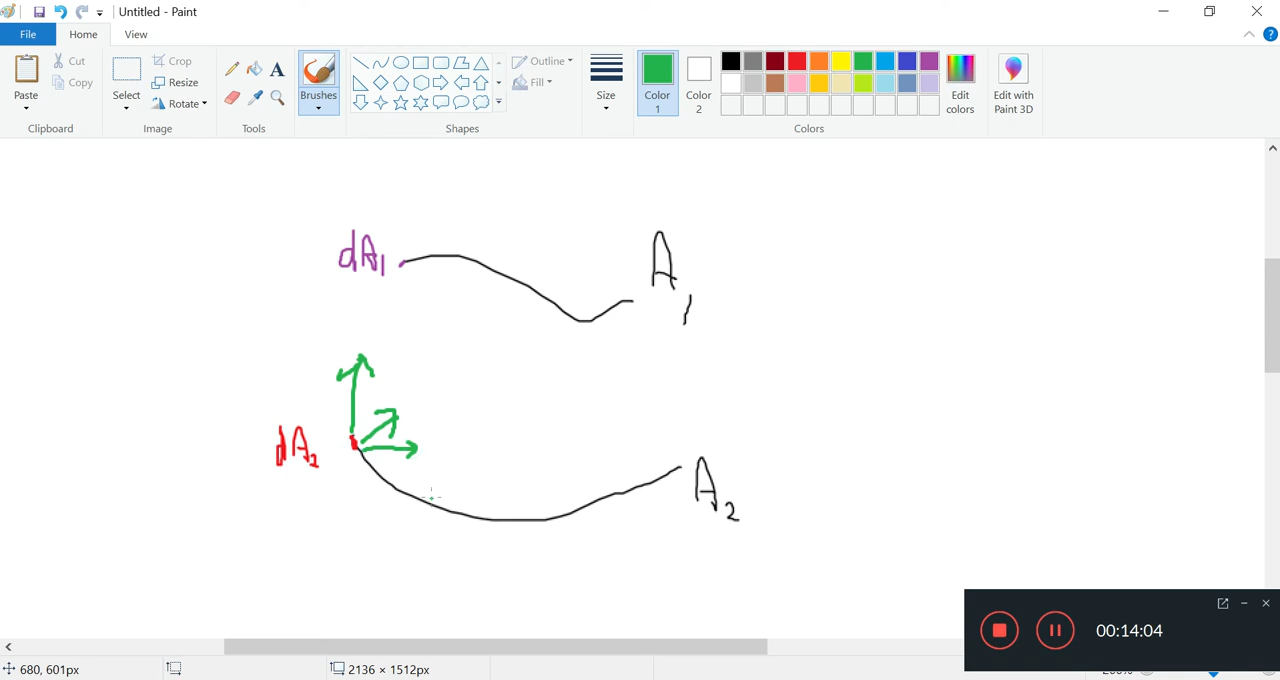 Untitled - Paint
File Home View
Paste
Cut
Copy
Clipboard
Select
Crop
Resize
Rotate
Image
Tools
Brushes
Shapes
Outline
Fill
Size
Color 1
Color 2
Colors
Edit colors
Edit with Paint 3D
dA1
A1
dA2
A2
00:14:04
680, 601px
2136 × 1512px